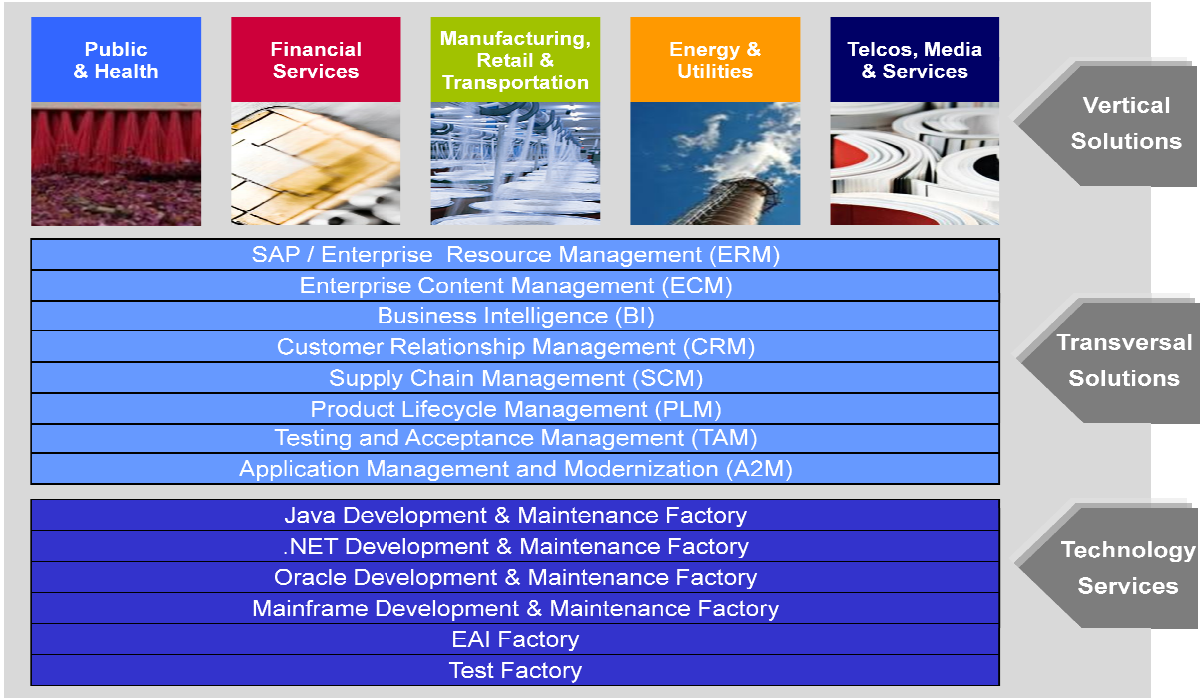 Public
& Health
Financial
Services
Manufacturing,
Retail &
Transportation
Energy &
Utilities
Telcos, Media
& Services
Vertical
Solutions
SAP / Enterprise  Resource Management (ERM)
Enterprise Content Management (ECM)
Business Intelligence (BI)
Customer Relationship Management (CRM)
Supply Chain Management (SCM)
Product Lifecycle Management (PLM)
Testing and Acceptance Management (TAM)
Application Management and Modernization (A2M)
Transversal
Solutions
Java Development & Maintenance Factory
.NET Development & Maintenance Factory
Oracle Development & Maintenance Factory
Mainframe Development & Maintenance Factory
EAI Factory
Test Factory
Technology
Services